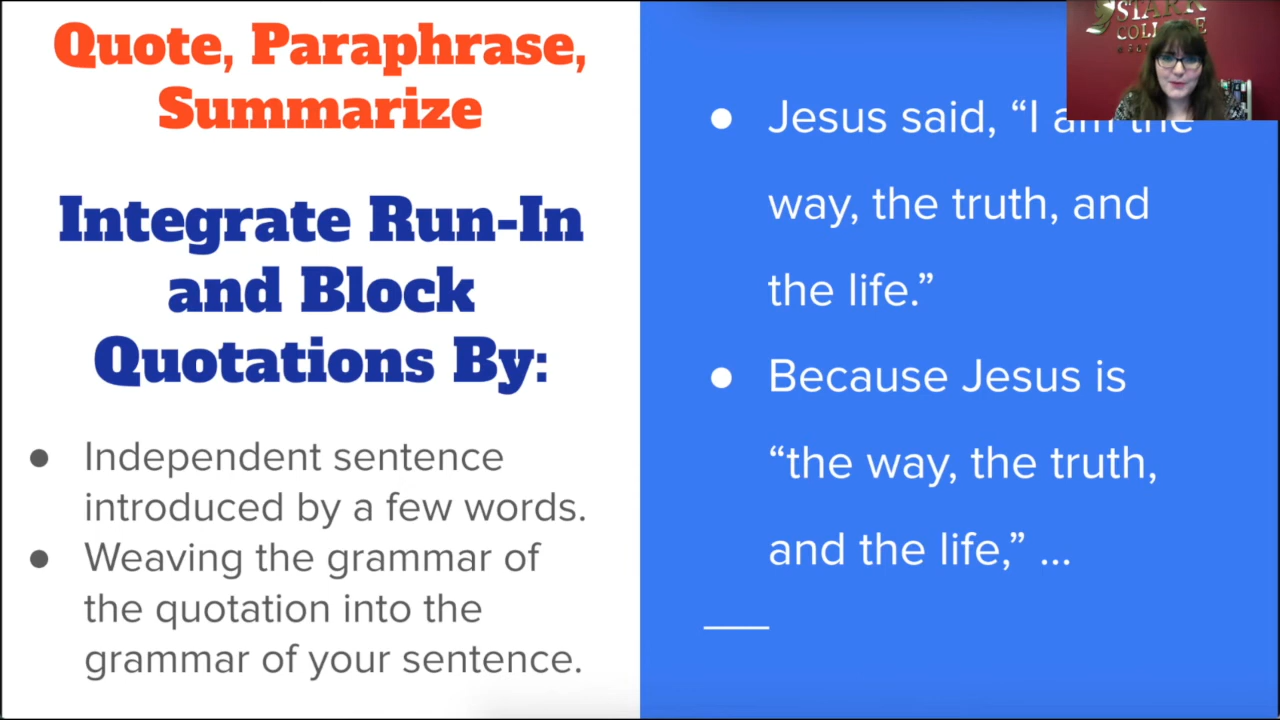 Quote, Paraphrase,
Summarize
Integrate Run-In
and Block
Quotations By:
● Independent sentence
introduced by a few words.
● Weaving the grammar of
the quotation into the
grammar of your sentence.
STARK
COLLEGE
● Jesus said, “I am the
way, the truth, and
the life.”
● Because Jesus is
“the way, the truth,
and the life,” ...